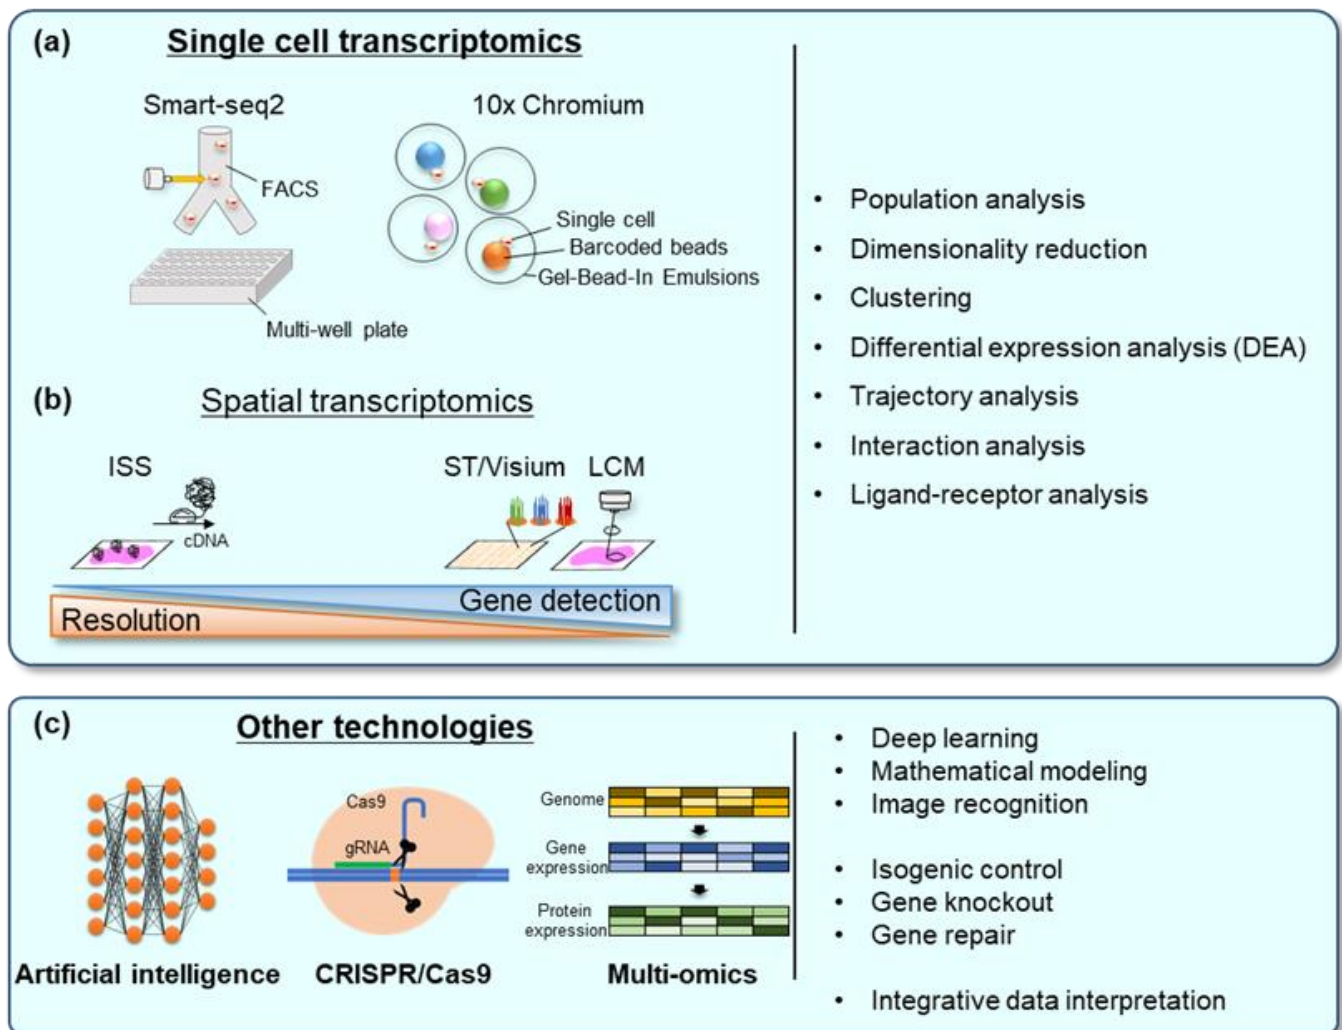 (a)
Single cell transcriptomics
Smart-seq2
10x Chromium
FACS
Single cell
Barcoded beads
Gel-Bead-In Emulsions
Multi-well plate
• Population analysis
• Dimensionality reduction
• Clustering
• Differential expression analysis (DEA)
• Trajectory analysis
• Interaction analysis
• Ligand-receptor analysis
(b)
Spatial transcriptomics
ISS
ST/Visium
LCM
cDNA
Gene detection
Resolution
(c)
Other technologies
Cas9
gRNA
Genome
Gene
expression
Protein
expression
Artificial intelligence
CRISPR/Cas9
Multi-omics
• Deep learning
• Mathematical modeling
• Image recognition
• Isogenic control
• Gene knockout
• Gene repair
• Integrative data interpretation